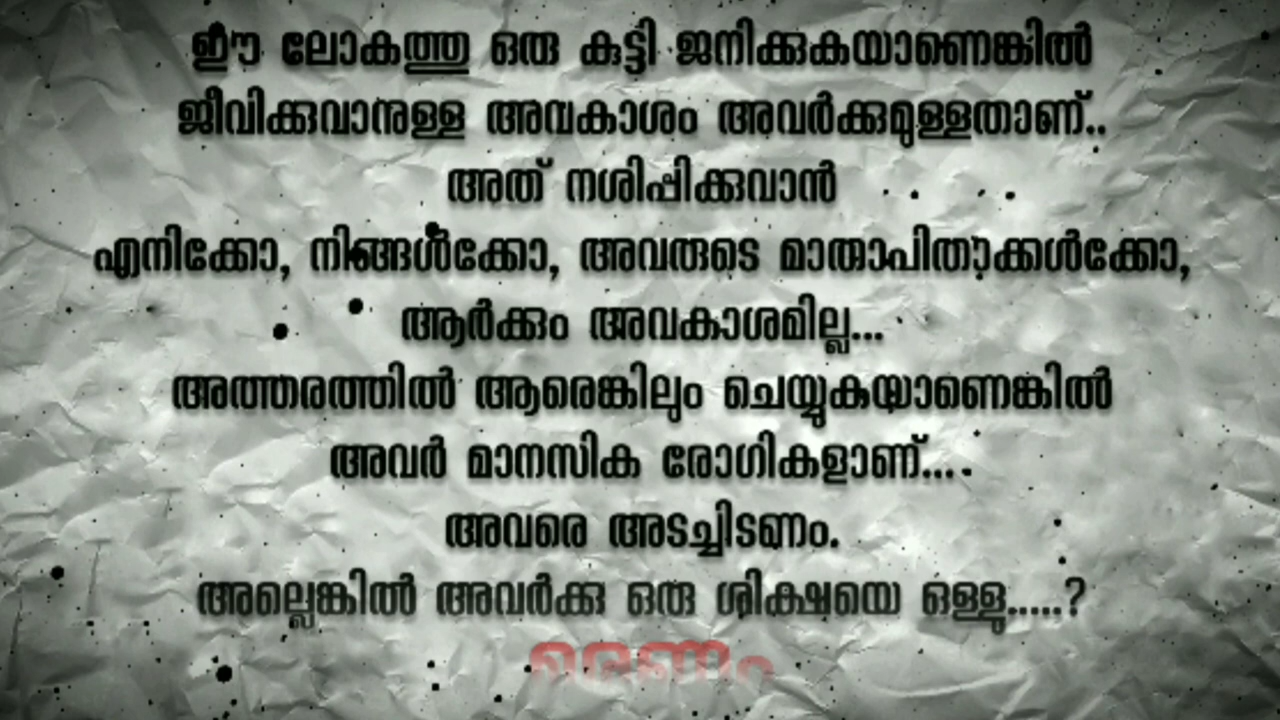 ഈ ലോകത്തു ഒരു കുട്ടി ജനിക്കുകയാണെങ്കിൽ
ജീവിക്കുവാനുള്ള അവകാശം അവർക്കുമുള്ളതാണ്..
അത് നശിപ്പിക്കുവാൻ
എനിക്കോ, നിങ്ങൾക്കോ, അവരുടെ മാതാപിതാക്കൾക്കോ,
ആർക്കും അവകാശമില്ല...
അത്തരത്തിൽ ആരെങ്കിലും ചെയ്യുകയാണെങ്കിൽ
അവർ മാനസിക രോഗികളാണ്....
അവരെ അടച്ചിടണം.
അല്ലെങ്കിൽ അവർക്കു ഒരു ശിക്ഷയെ ഒള്ളു.....?
മരണം